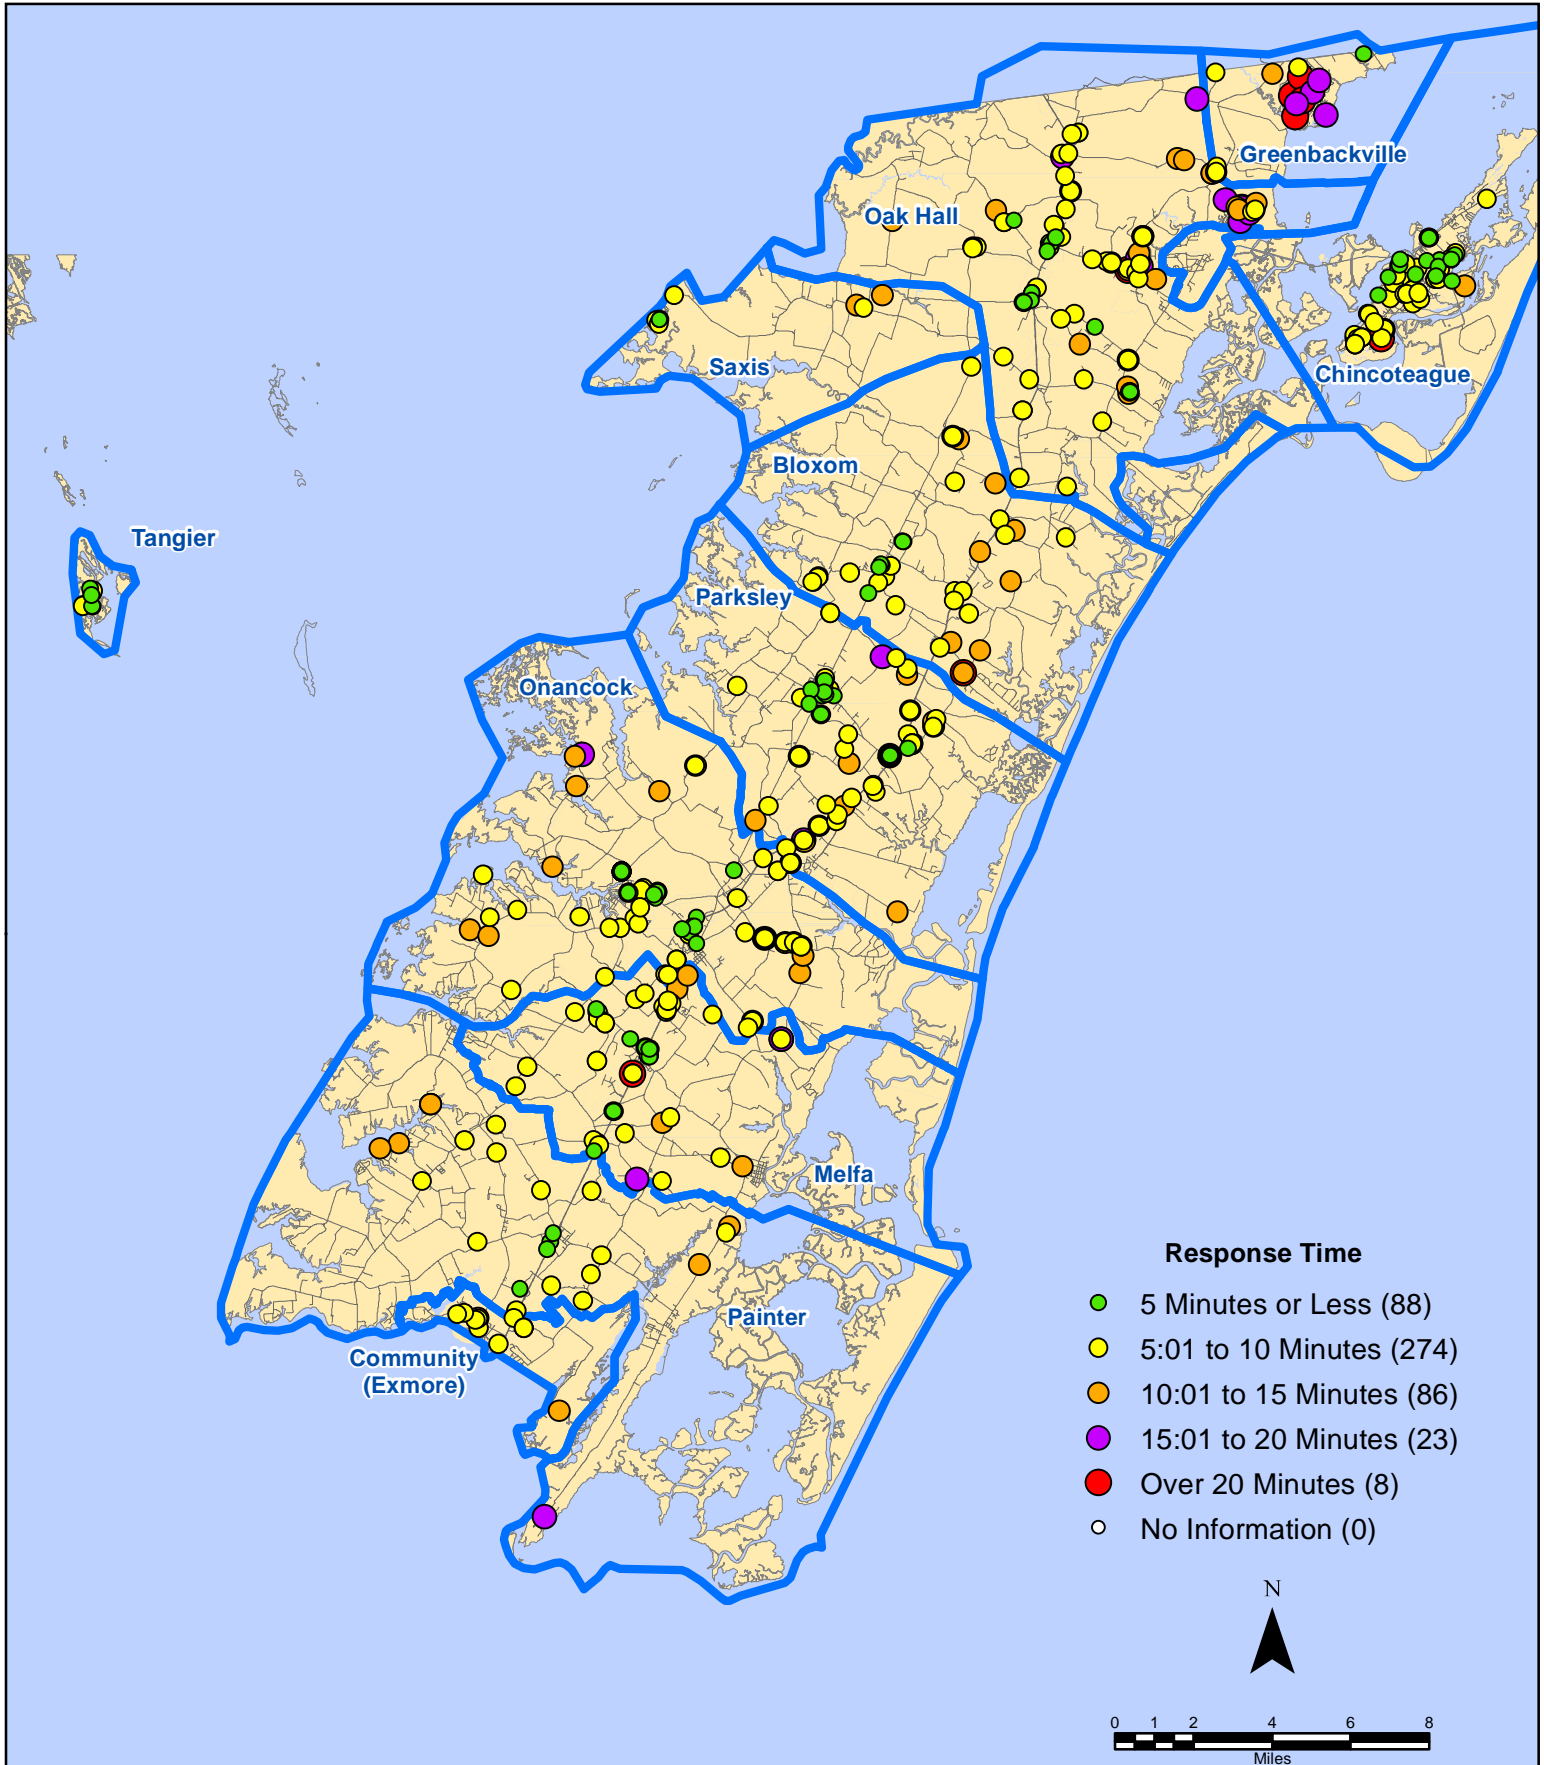 Greenbackville
Oak Hall
Saxis
Chincoteague
Bloxom
Tangier
Parksley
Onancock
Melfa
Painter
Community
(Exmore)
Response Time
5 Minutes or Less (88)
5:01 to 10 Minutes (274)
10:01 to 15 Minutes (86)
15:01 to 20 Minutes (23)
Over 20 Minutes (8)
No Information (0)
N
0 1 2 4 6 8
Miles